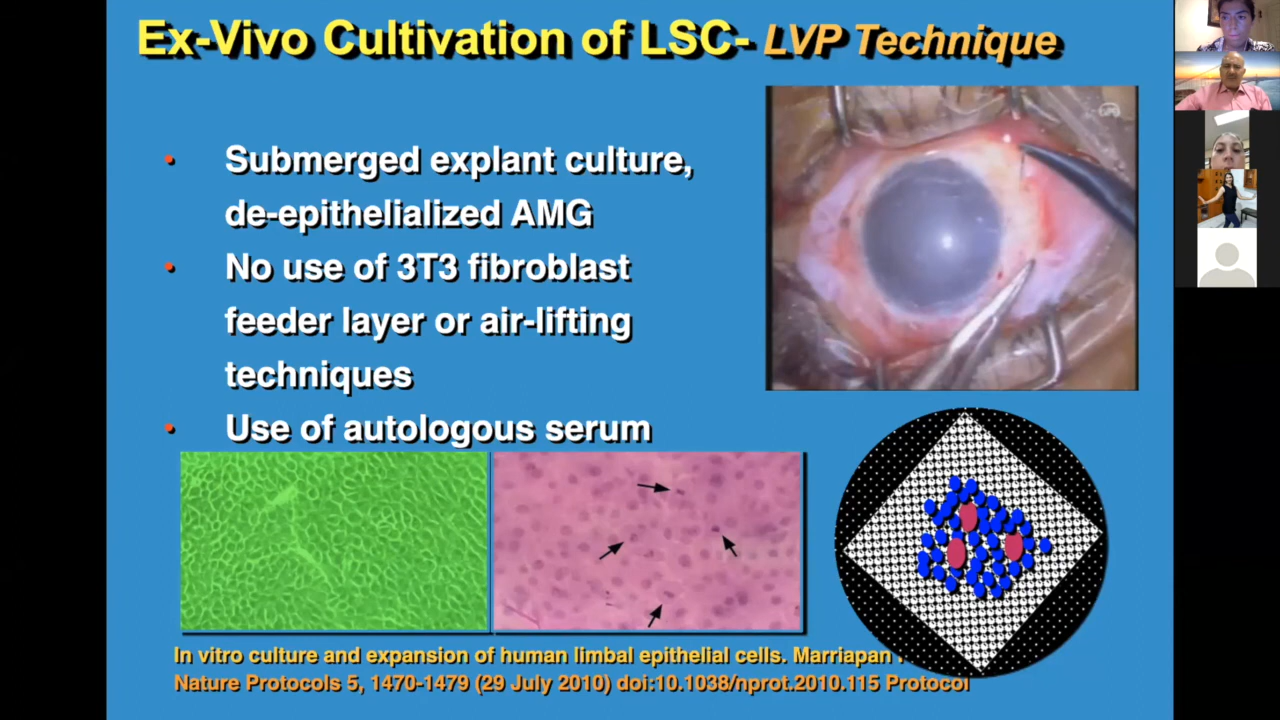 Ex-Vivo Cultivation of LSC- LVP Technique
• Submerged explant culture,
de-epithelialized AMG
• No use of 3T3 fibroblast
feeder layer or air-lifting
techniques
• Use of autologous serum
In vitro culture and expansion of human limbal epithelial cells. Marriapan
Nature Protocols 5, 1470-1479 (29 July 2010) doi:10.1038/nprot.2010.115 Protocol